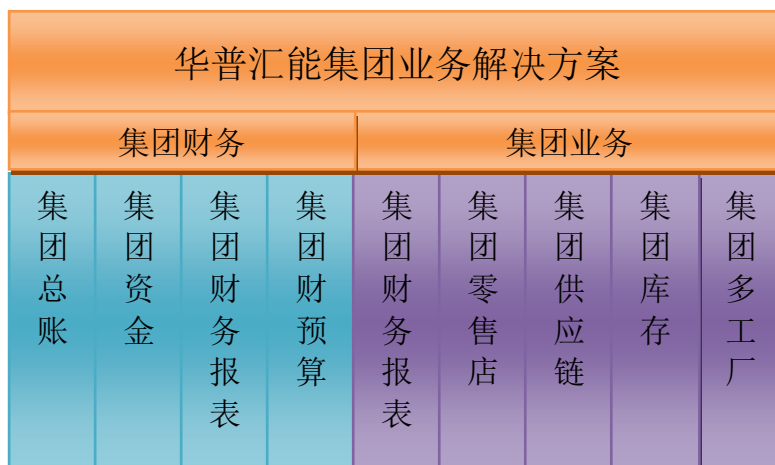 华普汇能集团业务解决方案
集团财务
集团业务
集团总账
集团资金
集团财务报表
集团财预算
集团财务报表
集团零售店
集团供应链
集团库存
集团多工厂